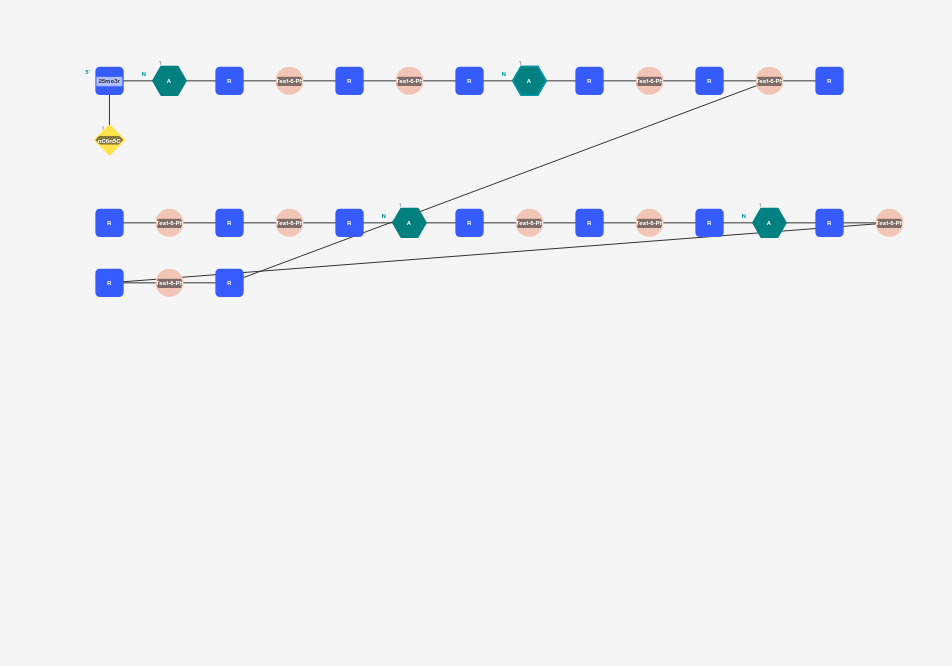 5' 25mo3r N 1 A R Test-6-Ph R Test-6-Ph R N 1 A R Test-6-Ph R Test-6-Ph R
1 nC6n5C
R Test-6-Ph R Test-6-Ph R N 1 A R Test-6-Ph R Test-6-Ph R N 1 A R Test-6-Ph
R Test-6-Ph R